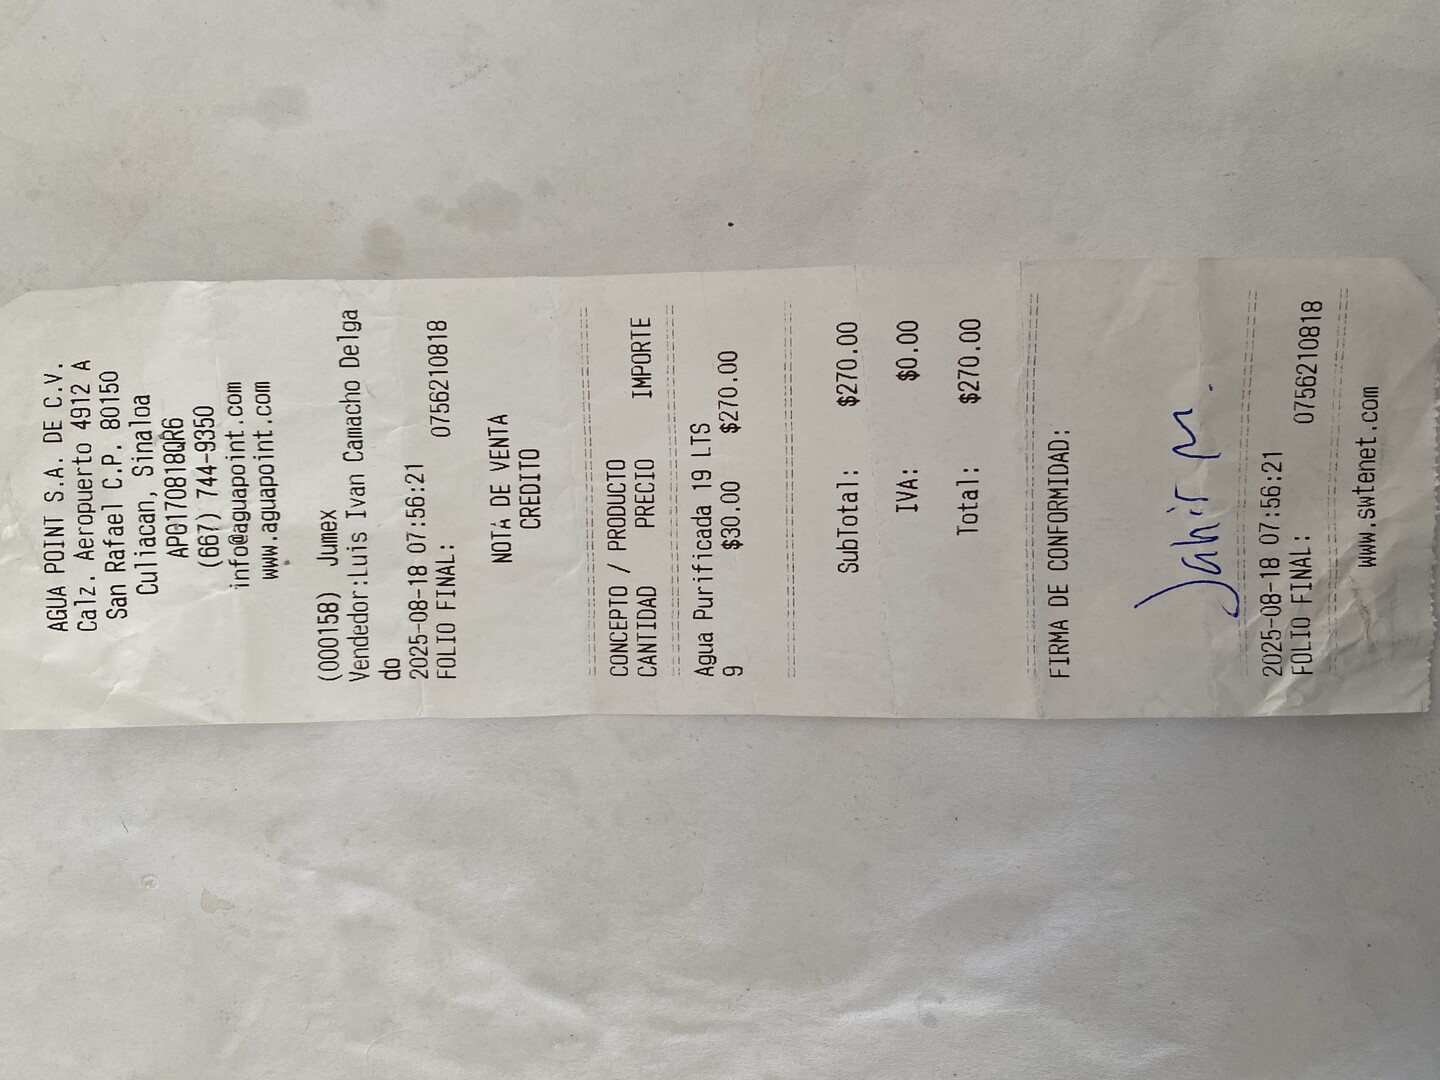 AGUA POINT S.A. DE C.V.
Calz. Aeropuerto 4912 A
San Rafael C.P. 80150
Culiacan, Sinaloa
APO170818QR6
(667) 744-9350
info@aguapoint.com
www.aguapoint.com
(000158) Jumex
Vendedor:Luis Ivan Camacho Delga
do
2025-08-18 07:56:21
FOLIO FINAL: 0756210818
NOTA DE VENTA
CREDITO
CONCEPTO / PRODUCTO
CANTIDAD PRECIO IMPORTE
Agua Purificada 19 LTS
9 $30.00 $270.00
SubTotal: $270.00
IVA: $0.00
Total: $270.00
FIRMA DE CONFORMIDAD:
Jahir M.
2025-08-18 07:56:21
FOLIO FINAL: 0756210818
www.swtenet.com